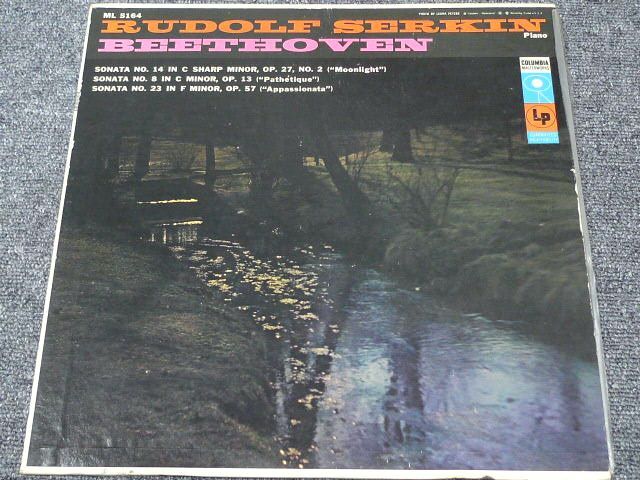 ML 5164
RUDOLF SERKIN
Piano
BEETHOVEN
SONATA NO. 14 IN C SHARP MINOR, OP. 27, NO. 2 ("Moonlight")
SONATA NO. 8 IN C MINOR, OP. 13 ("Pathétique")
SONATA NO. 23 IN F MINOR, OP. 57 ("Appassionata")
COLUMBIA
MASTERWORKS
LP